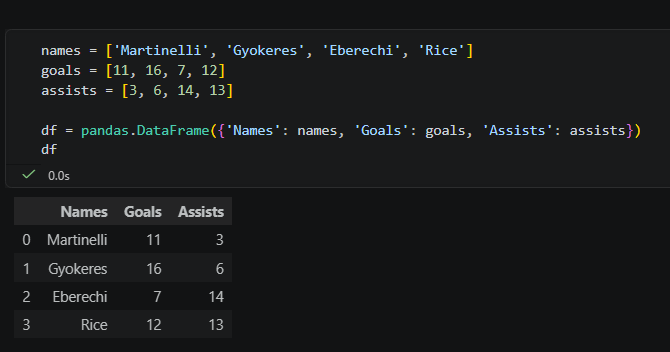 names = ['Martinelli', 'Gyokeres', 'Eberechi', 'Rice']
goals = [11, 16, 7, 12]
assists = [3, 6, 14, 13]
df = pandas.DataFrame({'Names': names, 'Goals': goals, 'Assists': assists})
df
0.0s
Names Goals Assists
0 Martinelli 11 3
1 Gyokeres 16 6
2 Eberechi 7 14
3 Rice 12 13